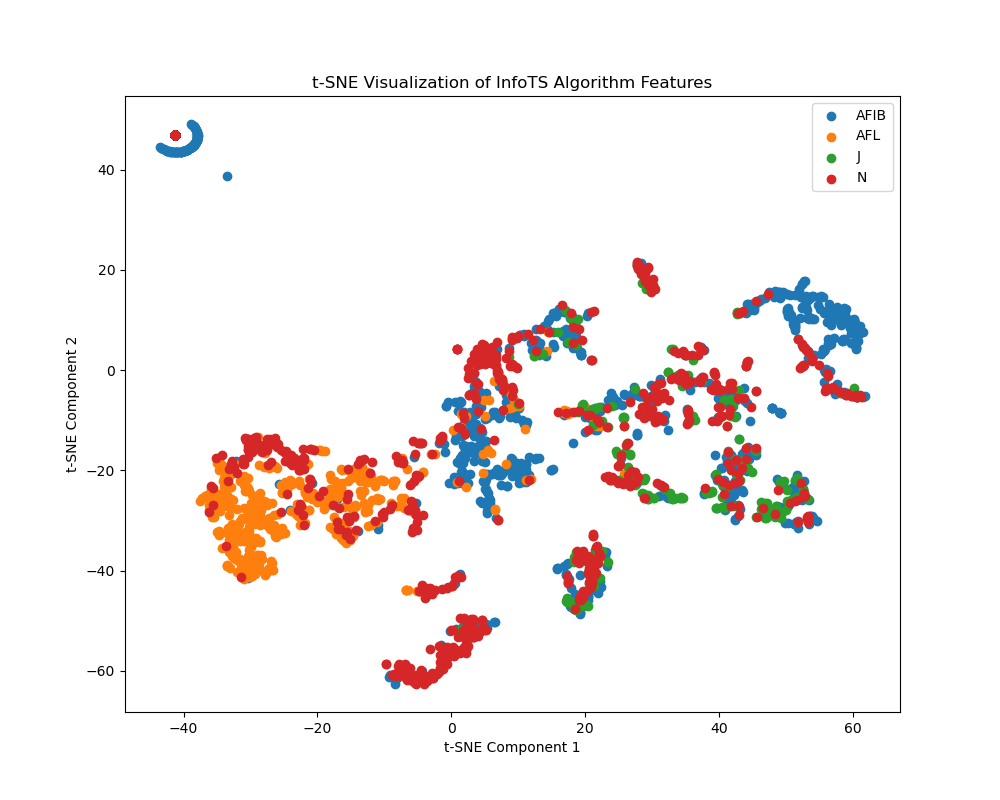 t-SNE Visualization of InfoTS Algorithm Features
AFIB
AFL
J
N
40
20
0
−20
−40
−60
t-SNE Component 2
−40
−20
0
20
40
60
t-SNE Component 1